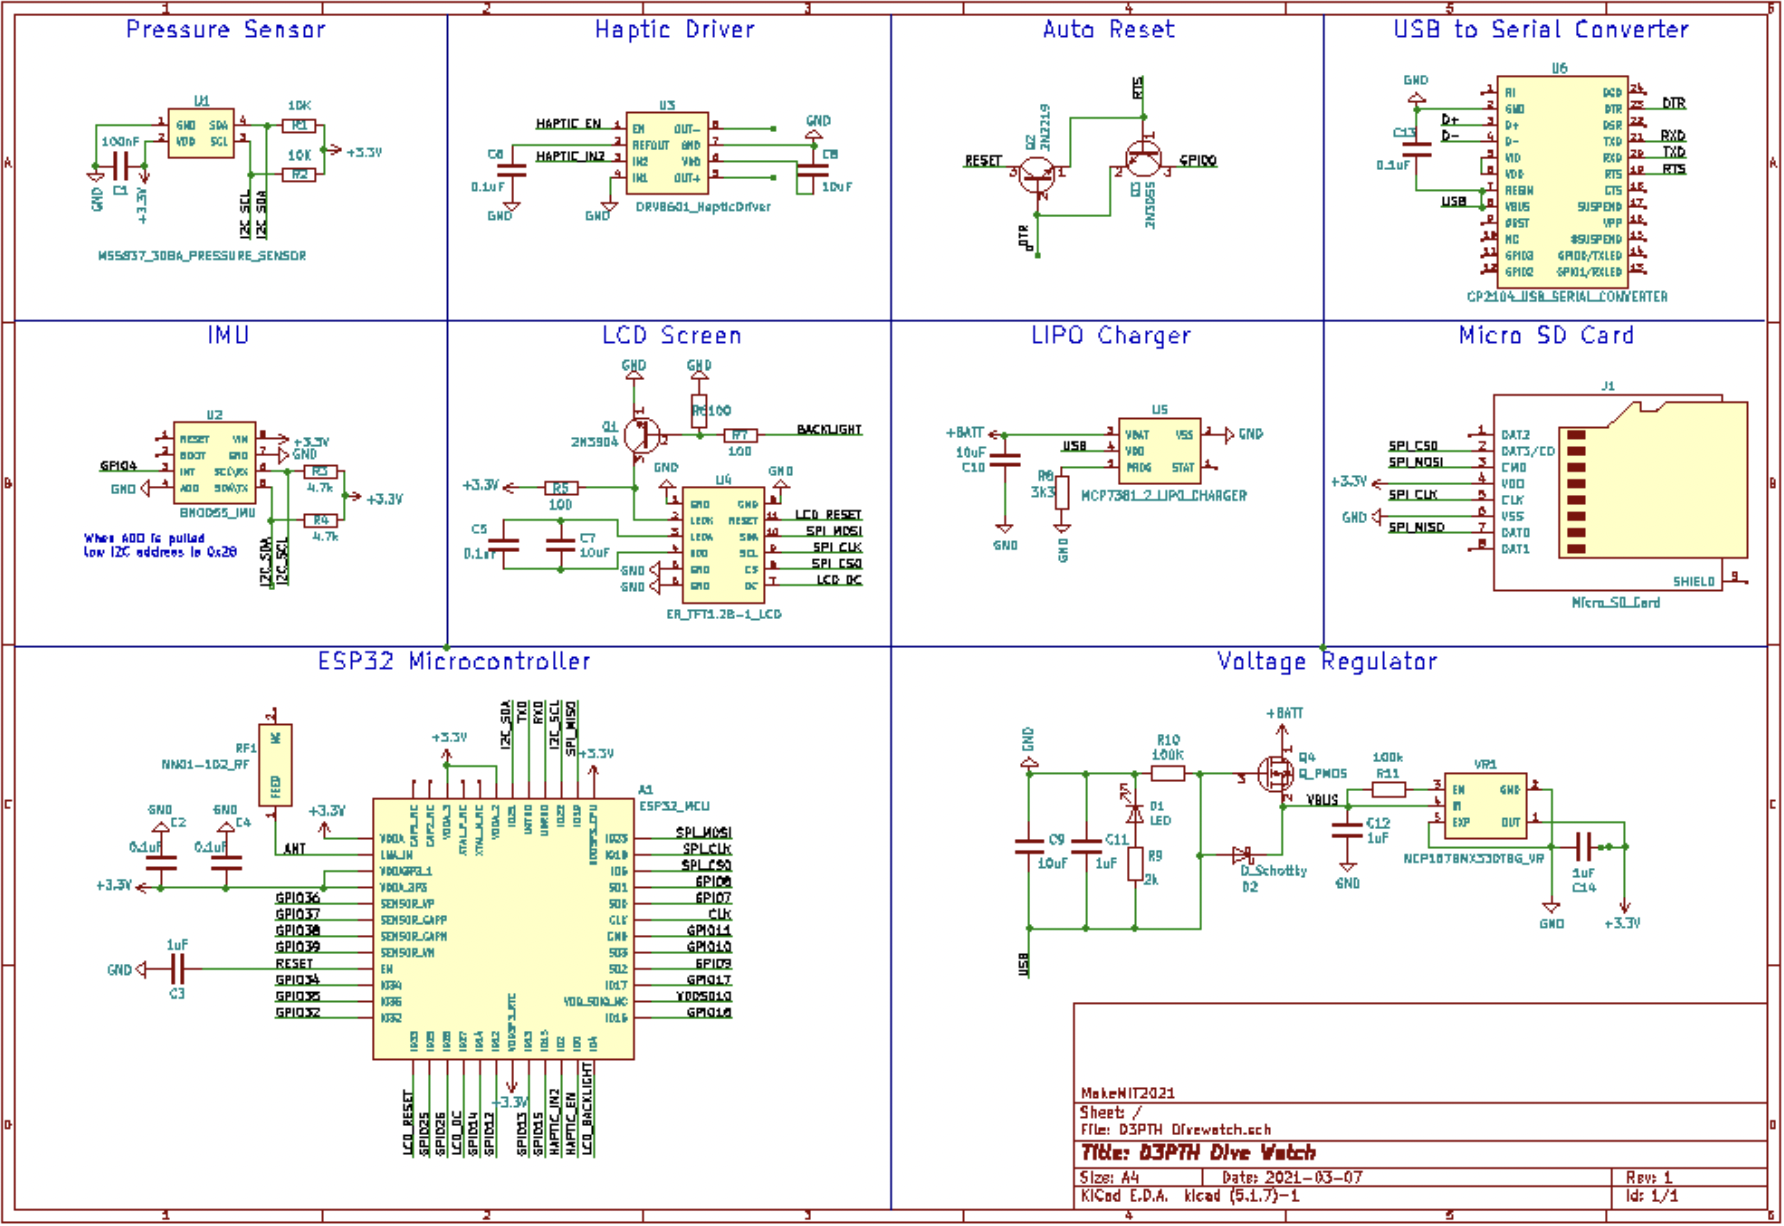 Pressure Sensor
Haptic Driver
Auto Reset
USB to Serial Converter
U1
10K
R1
GND SDA
VDD SCL
100nF
C1
10K
R2
+3.3V
GND
+3.3V
I2C_SCL
I2C_SDA
MS5837_30BA_PRESSURE_SENSOR
U3
HAPTIC_EN
HAPTIC_IN2
EN OUT-
REFOUT GND
IN2 VDD
IN1 OUT+
C6
0.1uF
GND
GND
GND
C8
10uF
DRV8601_HapticDriver
RTS
Q2
2N2219
RESET
GPIO0
Q3
2N3055
DTR
U6
GND
C13
0.1uF
D+
D-
USB
RI DCD
GND DTR
D+ DSR
D- TXD
VIO RXD
VDD RTS
REGIN CTS
VBUS SUSPEND
NC #SUSPEND
GPIO3 GPIO0/TXLED
GPIO2 GPIO1/RXLED
DTR
RXD
TXD
RTS
CP2104_USB_SERIAL_CONVERTER
IMU
LCD Screen
LIPO Charger
Micro SD Card
U2
RESET VIN
BOOT GND
INT SCL/RX
ADO SDA/TX
GPIO4
GND
+3.3V
GND
R3
4.7k
R4
4.7k
+3.3V
BNO055_IMU
When ADO is pulled
low I2C address is 0x28
I2C_SDA
I2C_SCL
GND
GND
R6 100
Q1
2N3904
R7
100
BACKLIGHT
GND
U4
GND
+3.3V
R5
100
C5
0.1uF
C7
10uF
GND
GND
GND GND
LEDK RESET
LEDA SDA
VDD SCL
GND CS
GND DC
LCD_RESET
SPI_MOSI
SPI_CLK
SPI_CS0
LCD_DC
ER_TFT1.28-1_LCD
U5
+BATT
10uF
C10
USB
R8
3k3
VBAT VSS
VDD
PROG STAT
GND
MCP7381_2_LIPO_CHARGER
GND
GND
J1
SPI_CS0
SPI_MOSI
+3.3V
SPI_CLK
GND
SPI_MISO
DAT2
DAT3/CD
CMD
VDD
CLK
VSS
DAT0
DAT1
SHIELD
Micro_SD_Card
ESP32 Microcontroller
Voltage Regulator
RF1
NN01-102_RF
NC
FEED
GND
C2
0.1uF
GND
C4
0.1uF
+3.3V
ANT
+3.3V
+3.3V
I2C_SDA
TXD
RXD
I2C_SCL
SPI_MISO
+3.3V
A1
ESP32_MCU
VDDA
LNA_IN
VDDA3P3_1
VDDA_3P3
SENSOR_VP
SENSOR_CAPP
SENSOR_CAPN
SENSOR_VN
EN
IO34
IO35
IO32
GPIO36
GPIO37
GPIO38
GPIO39
RESET
GPIO34
GPIO35
GPIO32
GND
1uF
C3
IO23
IO18
IO5
SD1
SD0
CLK
CMD
SD3
SD2
IO17
VDD_SDIO_NC
IO16
SPI_MOSI
SPI_CLK
SPI_CS0
GPIO8
GPIO7
CLK
GPIO11
GPIO10
GPIO9
GPIO17
VDDSDIO
GPIO16
LCD_RESET
GPIO25
GPIO26
LCD_DC
GPIO14
GPIO12
+3.3V
GPIO13
GPIO15
HAPTIC_IN2
HAPTIC_EN
LCD_BACKLIGHT
GND
C9
10uF
C11
1uF
D1
LED
R9
2k
R10
100K
USB
+BATT
Q4
Q_PMOS
VBUS
D_Schottky
D2
C12
1uF
GND
100k
R11
VR1
EN GND
IN
EXP OUT
NCP187BMX330TBG_VR
1uF
C14
GND
+3.3V
MakeMIT2021
Sheet: /
File: D3PTH Divewatch.sch
Title: D3PTH Dive Watch
Size: A4 Date: 2021-03-07 Rev: 1
KiCad E.D.A. kicad (5.1.7)-1 Id: 1/1